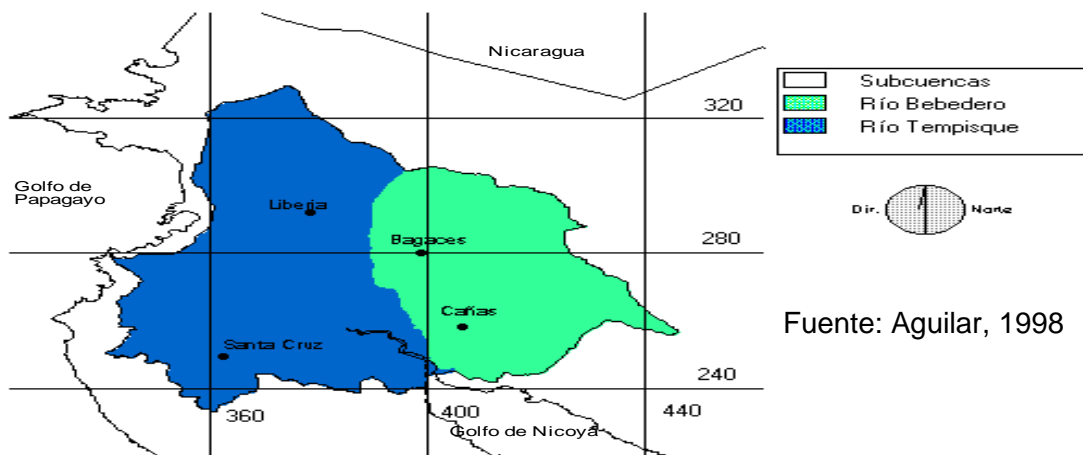 Nicaragua
Subcuencas
Río Bebedero
Río Tempisque
320
Golfo de
Papagayo
Liberia
Dir. Norte
Bagaces
280
Cañas
Fuente: Aguilar, 1998
Santa Cruz
240
360
400
440
Golfo de Nicoya